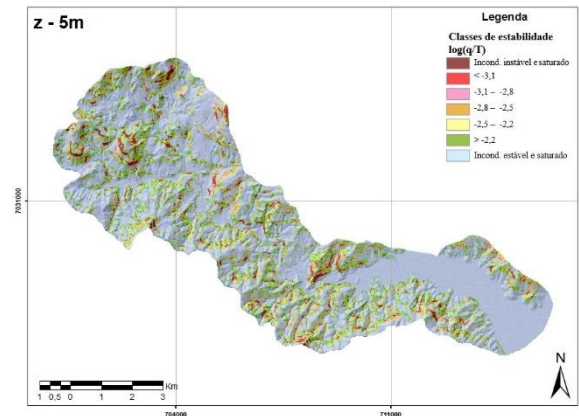 z - 5m
Legenda
Classes de estabilidade
log(q/T)
Incond. instável e saturado
< -3,1
-3,1 – -2,8
-2,8 – -2,5
-2,5 – -2,2
> -2,2
Incond. estável e saturado
7031000
N
Km
1 0,5 0 1 2 3
704000
711000